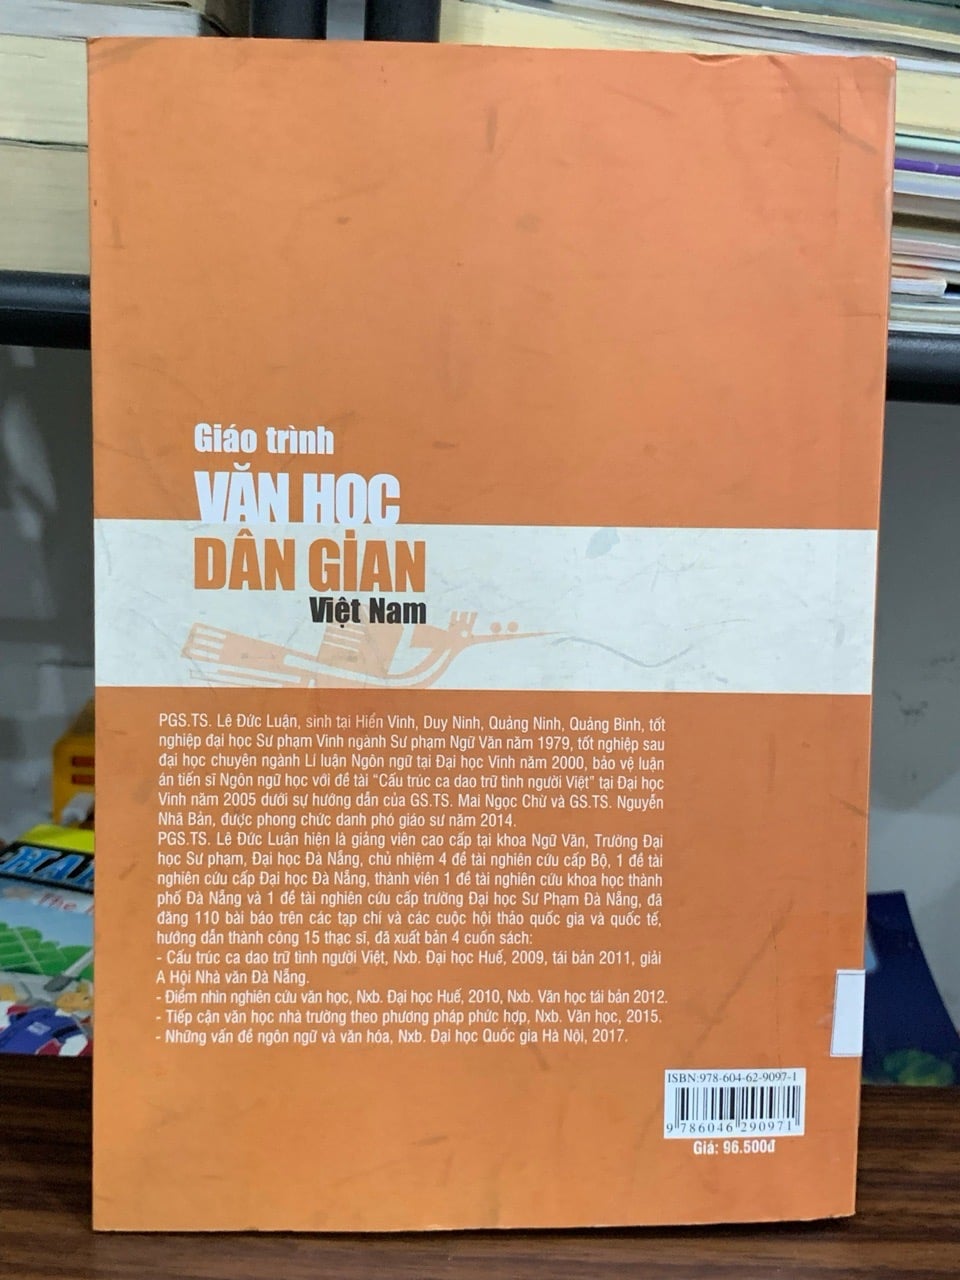 Giáo trình
VĂN HỌC
DÂN GIAN
Việt Nam
PGS.TS. Lê Đức Luận, sinh tại Hiển Vinh, Duy Ninh, Quảng Ninh, Quảng Bình, tốt
nghiệp đại học Sư phạm Vinh ngành Sư phạm Ngữ Văn năm 1979, tốt nghiệp sau
đại học chuyên ngành Lí luận Ngôn ngữ tại Đại học Vinh năm 2000, bảo vệ luận
án tiến sĩ Ngôn ngữ học với đề tài "Cấu trúc ca dao trữ tình người Việt" tại Đại học
Vinh năm 2005 dưới sự hướng dẫn của GS.TS. Mai Ngọc Chừ và GS.TS. Nguyễn
Nhã Bản, được phong chức danh phó giáo sư năm 2014.
PGS.TS. Lê Đức Luận hiện là giảng viên cao cấp tại khoa Ngữ Văn, Trường Đại
học Sư phạm, Đại học Đà Nẵng, chủ nhiệm 4 đề tài nghiên cứu cấp Bộ, 1 đề tài
nghiên cứu cấp Đại học Đà Nẵng, thành viên 1 đề tài nghiên cứu khoa học thành
phố Đà Nẵng và 1 đề tài nghiên cứu cấp trường Đại học Sư Phạm Đà Nẵng, đã
đăng 110 bài báo trên các tạp chí và các cuộc hội thảo quốc gia và quốc tế,
hướng dẫn thành công 15 thạc sĩ, đã xuất bản 4 cuốn sách:
- Cấu trúc ca dao trữ tình người Việt, Nxb. Đại học Huế, 2009, tái bản 2011, giải
A Hội Nhà văn Đà Nẵng.
- Điểm nhìn nghiên cứu văn học, Nxb. Đại học Huế, 2010, Nxb. Văn học tái bản 2012.
- Tiếp cận văn học nhà trường theo phương pháp phức hợp, Nxb. Văn học, 2015.
- Những vấn đề ngôn ngữ và văn hóa, Nxb. Đại học Quốc gia Hà Nội, 2017.
ISBN:978-604-62-9097-1
9 786046 290971
Giá: 96.500đ